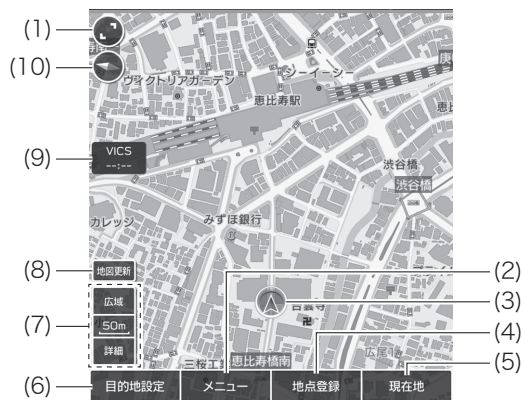 (1)
(10)
ヴィクトリアガーデン
シーイーシー
恵比寿駅
(9)
VICS
--:--
渋谷橋
渋谷橋
カレッジ
みずほ銀行
(8)
地図更新
(2)
(3)
(7)
広域
50m
詳細
(4)
三桜工
恵比寿橋南
広尾1
(5)
(6)
目的地設定
メニュー
地点登録
現在地